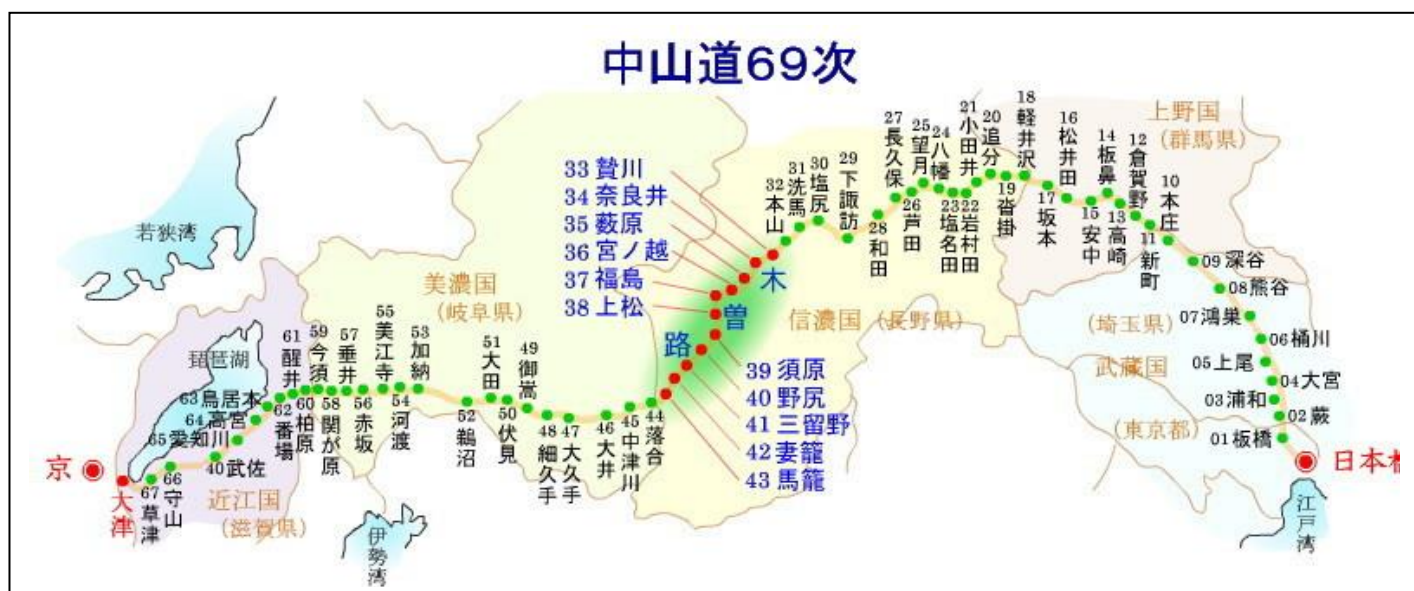 中山道69次
上野国
(群馬県)
信濃国 (長野県)
(埼玉県)
武蔵国
(東京都)
美濃国
(岐阜県)
近江国
(滋賀県)
若狭湾
琵琶湖
伊勢湾
江戸湾
木
曽
路
日本
01 板橋
02 蕨
03 浦和
04 大宮
05 上尾
06 桶川
07 鴻巣
08 熊谷
09 深谷
10 本庄
11 新町
12 倉賀野
13 高崎
14 板鼻
15 安中
16 松井田
17 坂本
18 軽井沢
19 沓掛
20 追分
21 小田井
22 岩村田
23 塩名田
24 八幡
25 望月
26 芦田
27 長久保
28 和田
29 下諏訪
30 塩尻
31 洗馬
32 本山
33 贄川
34 奈良井
35 薮原
36 宮ノ越
37 福島
38 上松
39 須原
40 野尻
41 三留野
42 妻籠
43 馬籠
44 落合
45 中津川
46 大井
47 大久手
48 細久手
49 御嵩
50 伏見
51 大田
52 鵜沼
53 加納
54 河渡
55 美江寺
56 赤坂
57 垂井
58 関が原
59 今須
60 柏原
61 醒井
62 番場
63 鳥居本
64 高宮
65 愛知川
40 武佐
66 守山
67 草津
大津
京